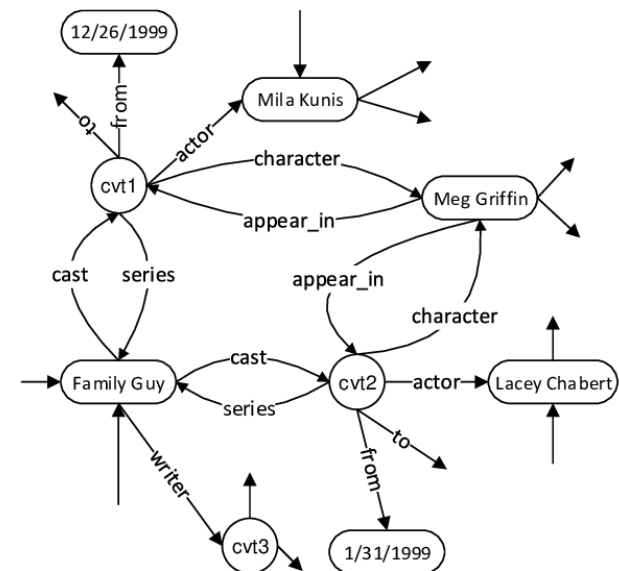 12/26/1999
to
from
Mila Kunis
actor
cvt1
character
Meg Griffin
appear_in
cast
series
appear_in
character
Family Guy
cast
series
cvt2
actor
Lacey Chabert
writer
from
to
cvt3
1/31/1999